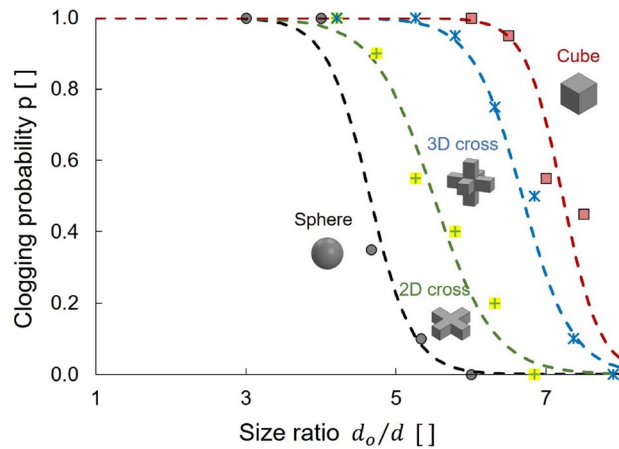 Clogging probability p [ ]
1.0
0.8
0.6
0.4
0.2
0.0
Cube
3D cross
Sphere
2D cross
1 3 5 7
Size ratio dₒ/d [ ]